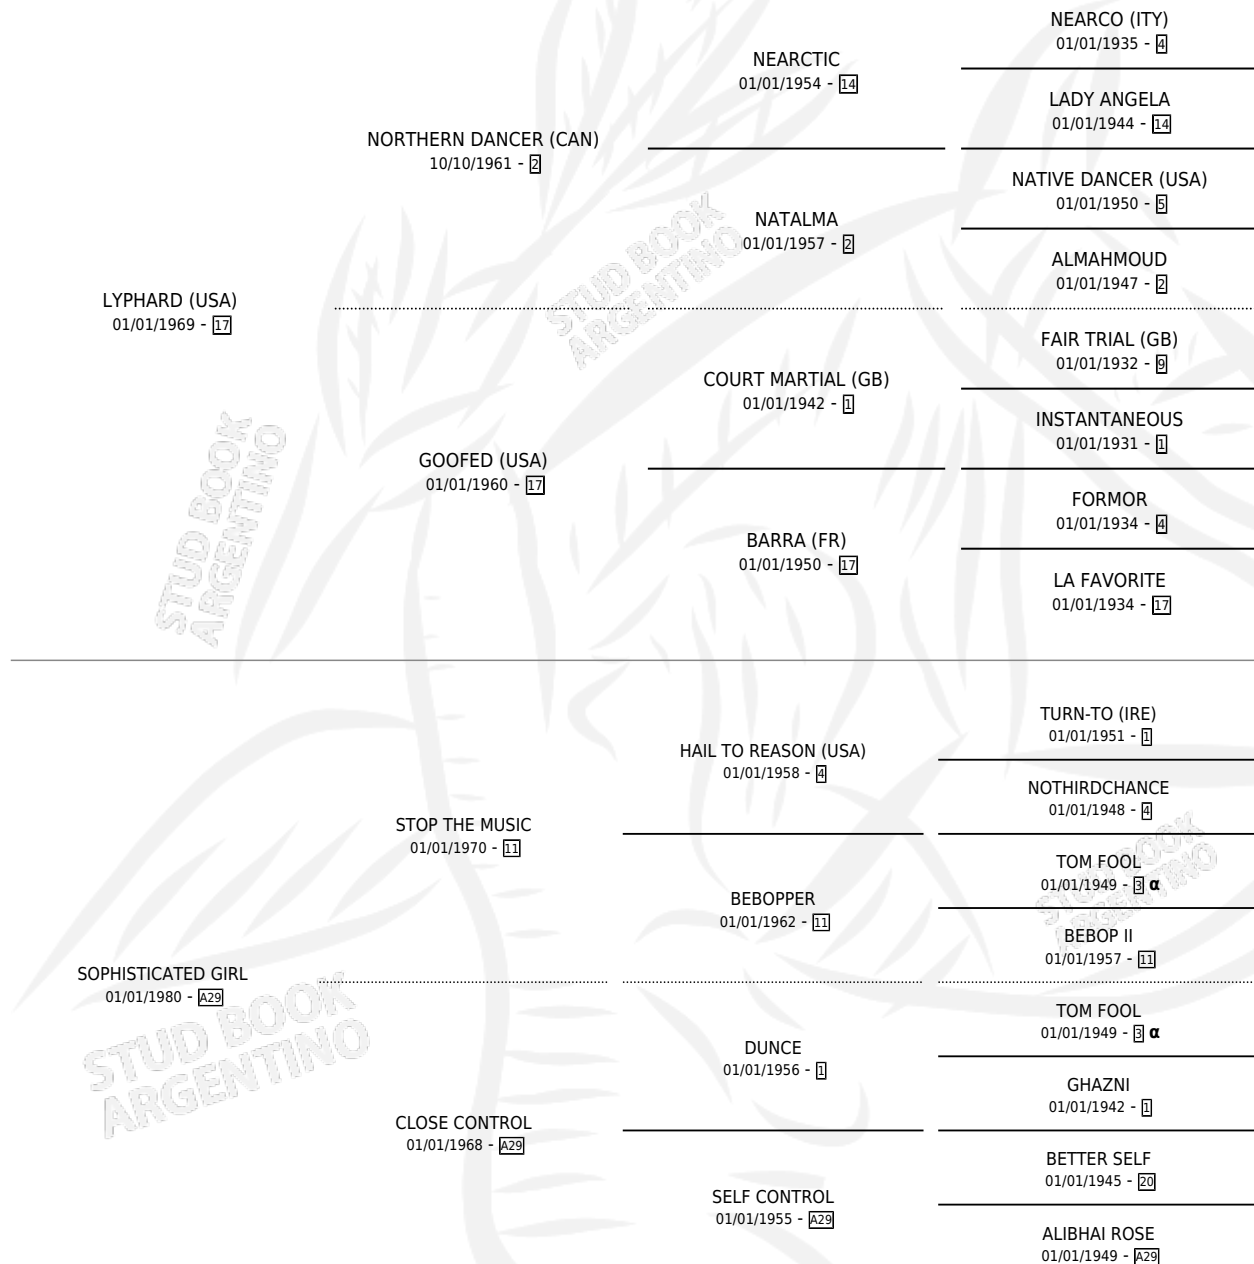 NEARCO (ITY)
01/01/1935 - 4
NEARCTIC
01/01/1954 - 14
LADY ANGELA
01/01/1944 - 14
NORTHERN DANCER (CAN)
10/10/1961 - 2
NATIVE DANCER (USA)
01/01/1950 - 5
NATALMA
01/01/1957 - 2
ALMAHMOUD
01/01/1947 - 2
LYPHARD (USA)
01/01/1969 - 17
FAIR TRIAL (GB)
01/01/1932 - 9
COURT MARTIAL (GB)
01/01/1942 - 1
INSTANTANEOUS
01/01/1931 - 1
GOOFED (USA)
01/01/1960 - 17
FORMOR
01/01/1934 - 4
BARRA (FR)
01/01/1950 - 17
LA FAVORITE
01/01/1934 - 17
TURN-TO (IRE)
01/01/1951 - 1
HAIL TO REASON (USA)
01/01/1958 - 4
NOTHIRDCHANCE
01/01/1948 - 4
STOP THE MUSIC
01/01/1970 - 11
TOM FOOL
01/01/1949 - 3 α
BEBOPPER
01/01/1962 - 11
BEBOP II
01/01/1957 - 11
SOPHISTICATED GIRL
01/01/1980 - A29
TOM FOOL
01/01/1949 - 3 α
DUNCE
01/01/1956 - 1
GHAZNI
01/01/1942 - 1
CLOSE CONTROL
01/01/1968 - A29
BETTER SELF
01/01/1945 - 20
SELF CONTROL
01/01/1955 - A29
ALIBHAI ROSE
01/01/1949 - A29
STUD BOOK
ARGENTINO
STUD BOOK
ARGENTINO
STUD BOOK
ARGENTINO
STUD BOOK
ARGENTINO